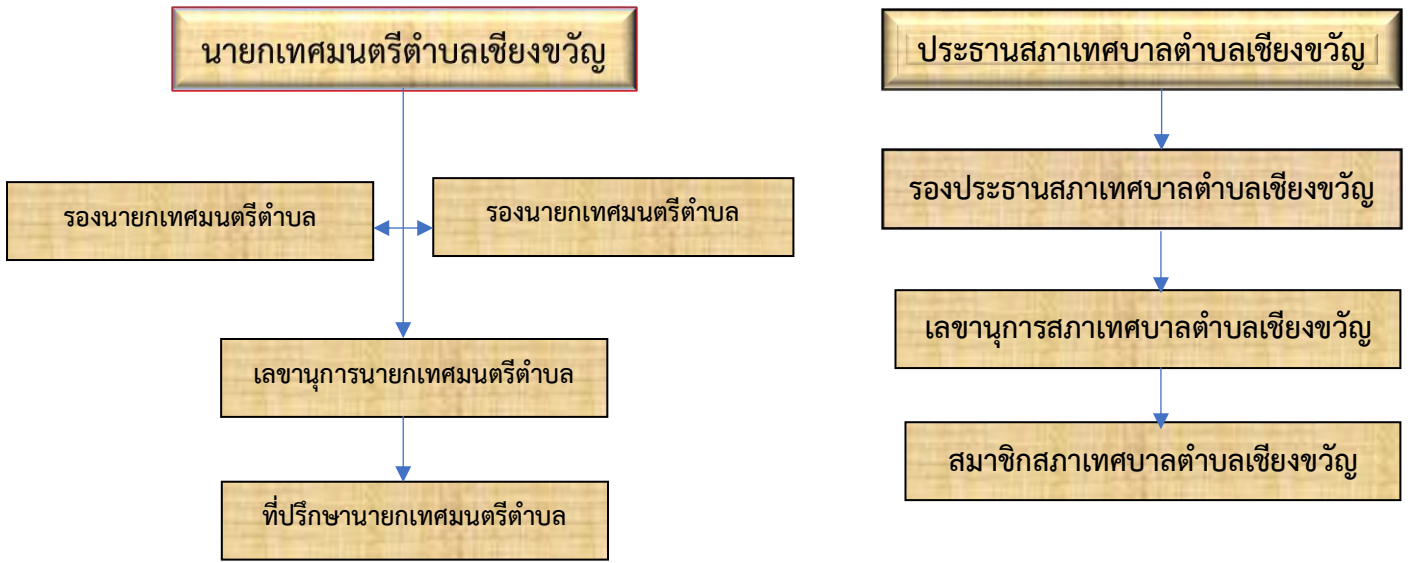 นายกเทศมนตรีตำบลเชียงขวัญ
รองนายกเทศมนตรีตำบล
รองนายกเทศมนตรีตำบล
เลขานุการนายกเทศมนตรีตำบล
ที่ปรึกษานายกเทศมนตรีตำบล
ประธานสภาเทศบาลตำบลเชียงขวัญ
รองประธานสภาเทศบาลตำบลเชียงขวัญ
เลขานุการสภาเทศบาลตำบลเชียงขวัญ
สมาชิกสภาเทศบาลตำบลเชียงขวัญ